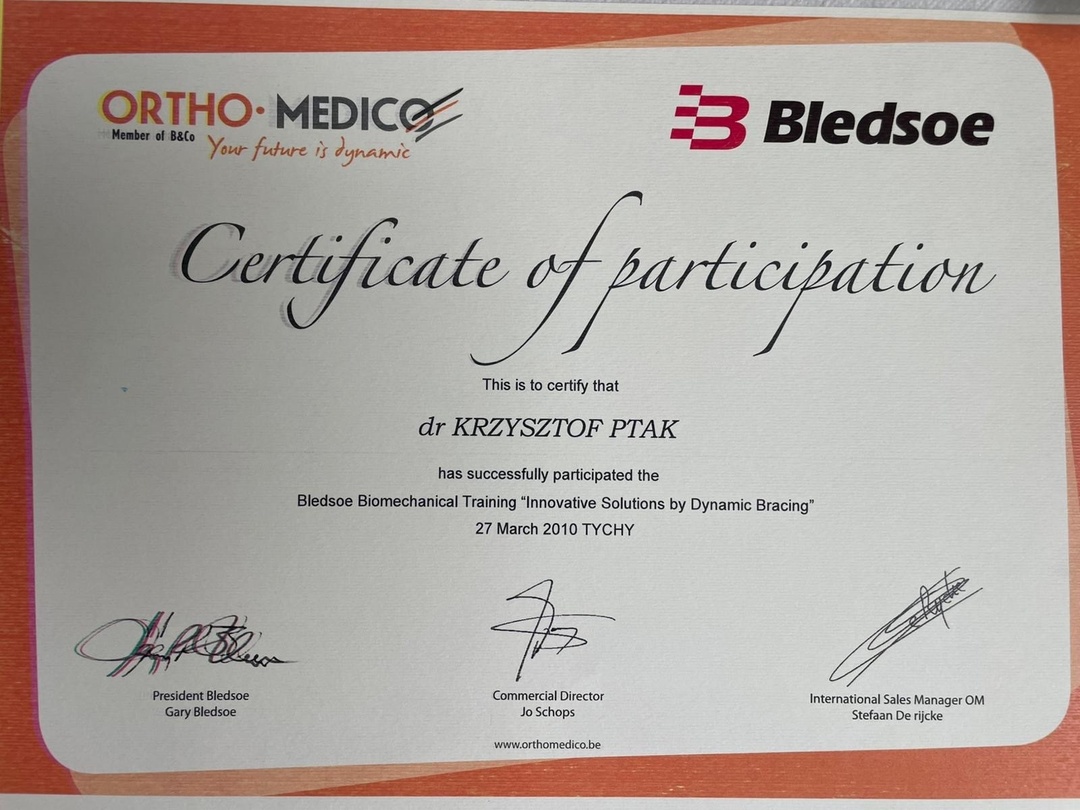 ORTHO·MEDICO
Member of B&Co
Your future is dynamic
Bledsoe
Certificate of participation
This is to certify that
dr KRZYSZTOF PTAK
has successfully participated the
Bledsoe Biomechanical Training “Innovative Solutions by Dynamic Bracing”
27 March 2010 TYCHY
President Bledsoe
Gary Bledsoe
Commercial Director
Jo Schops
International Sales Manager OM
Stefaan De rijcke
www.orthomedico.be